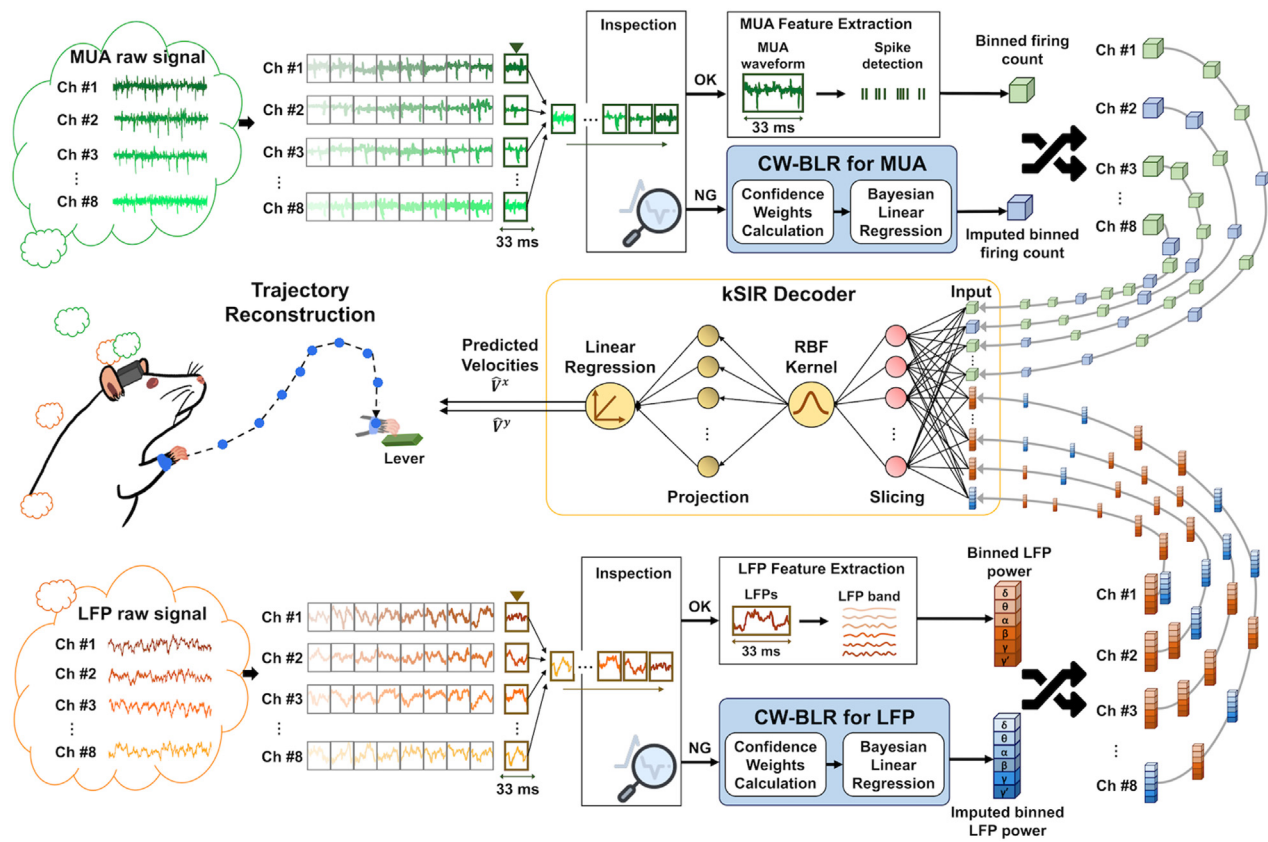 MUA raw signal
Ch #1
Ch #2
Ch #3
⋮
Ch #8
Ch #1
Ch #2
Ch #3
⋮
Ch #8
33 ms
...
Inspection
OK
NG
MUA Feature Extraction
MUA
waveform
Spike
detection
33 ms
CW-BLR for MUA
Confidence
Weights
Calculation
Bayesian
Linear
Regression
Binned firing
count
Imputed binned
firing count
Ch #1
Ch #2
Ch #3
⋮
Ch #8
Trajectory
Reconstruction
Lever
Predicted
Velocities
V̂ˣ
V̂ʸ
kSIR Decoder
Linear
Regression
Projection
RBF
Kernel
Slicing
Input
LFP raw signal
Ch #1
Ch #2
Ch #3
⋮
Ch #8
Ch #1
Ch #2
Ch #3
⋮
Ch #8
33 ms
...
Inspection
OK
NG
LFP Feature Extraction
LFPs
LFP band
33 ms
CW-BLR for LFP
Confidence
Weights
Calculation
Bayesian
Linear
Regression
Binned LFP
power
δ
θ
α
β
γ
γ'
δ
θ
α
β
γ
γ'
Imputed binned
LFP power
Ch #1
Ch #2
Ch #3
⋮
Ch #8